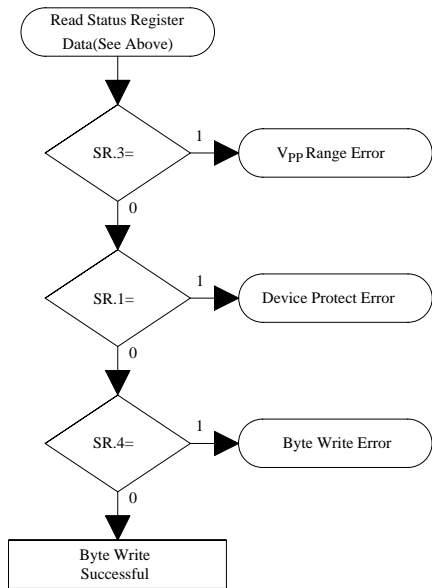 Read Status Register
Data(See Above)
SR.3=
1
VPP Range Error
0
SR.1=
1
Device Protect Error
0
SR.4=
1
Byte Write Error
0
Byte Write
Successful